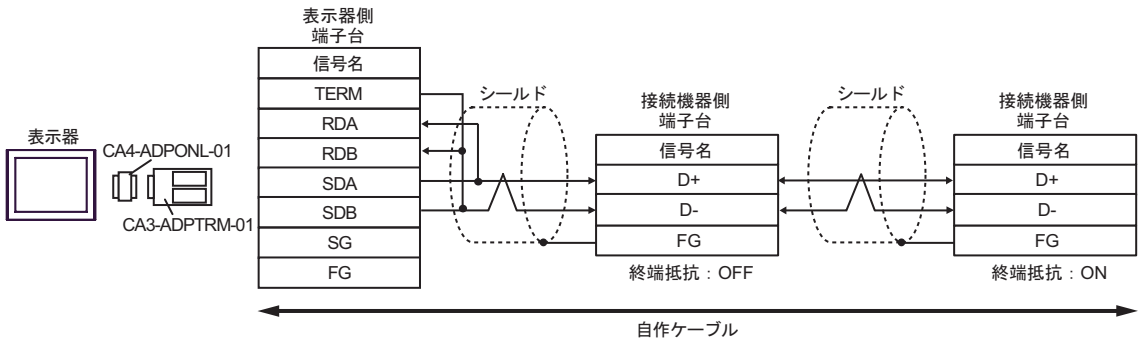 表示器
CA4-ADPONL-01
CA3-ADPTRM-01
表示器側
端子台
信号名
TERM
RDA
RDB
SDA
SDB
SG
FG
シールド
接続機器側
端子台
信号名
D+
D-
FG
終端抵抗：OFF
シールド
接続機器側
端子台
信号名
D+
D-
FG
終端抵抗：ON
自作ケーブル